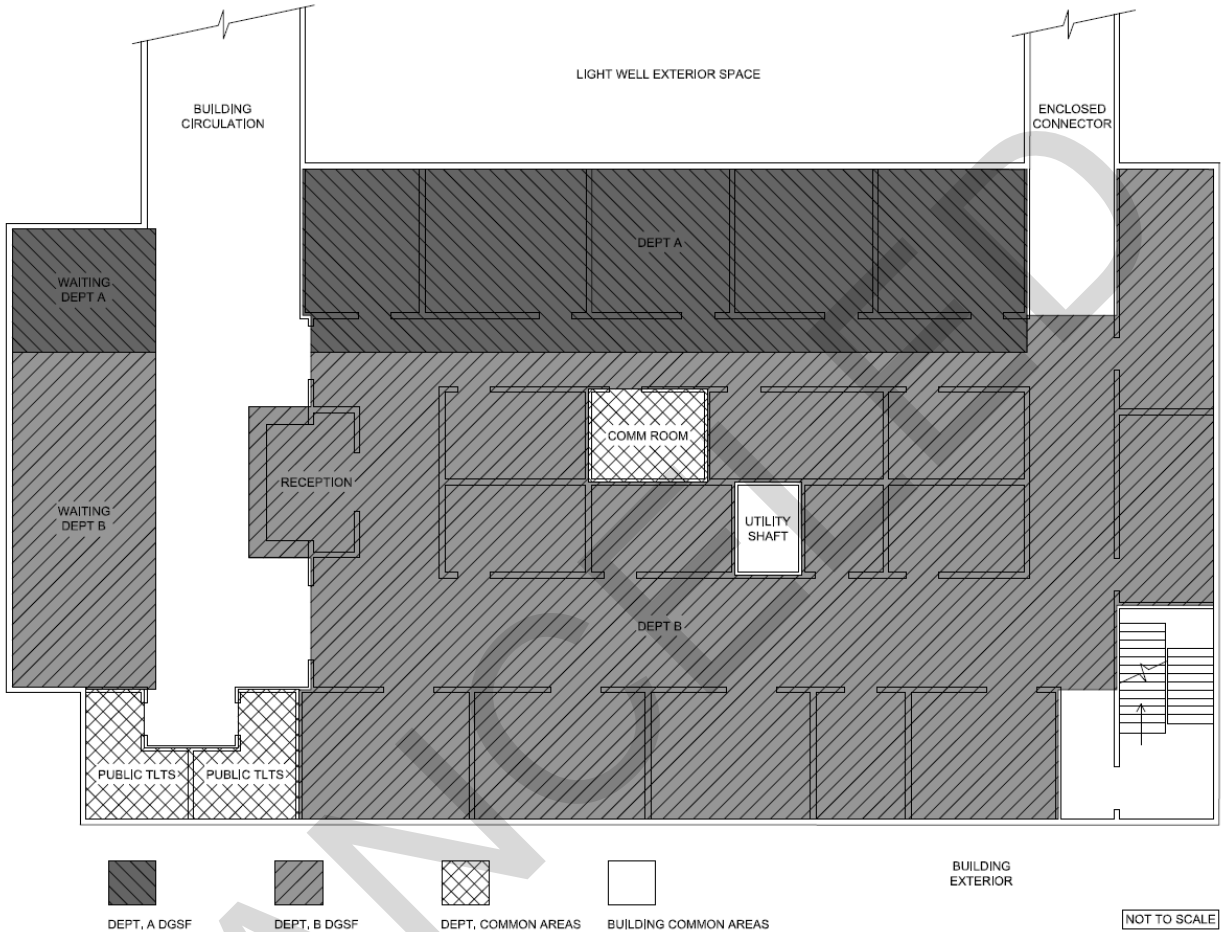 LIGHT WELL EXTERIOR SPACE
BUILDING
CIRCULATION
ENCLOSED
CONNECTOR
DEPT A
WAITING
DEPT A
COMM ROOM
RECEPTION
WAITING
DEPT B
UTILITY
SHAFT
DEPT B
PUBLIC TLTS
PUBLIC TLTS
BUILDING
EXTERIOR
DEPT, A DGSF
DEPT, B DGSF
DEPT, COMMON AREAS
BUILDING COMMON AREAS
NOT TO SCALE